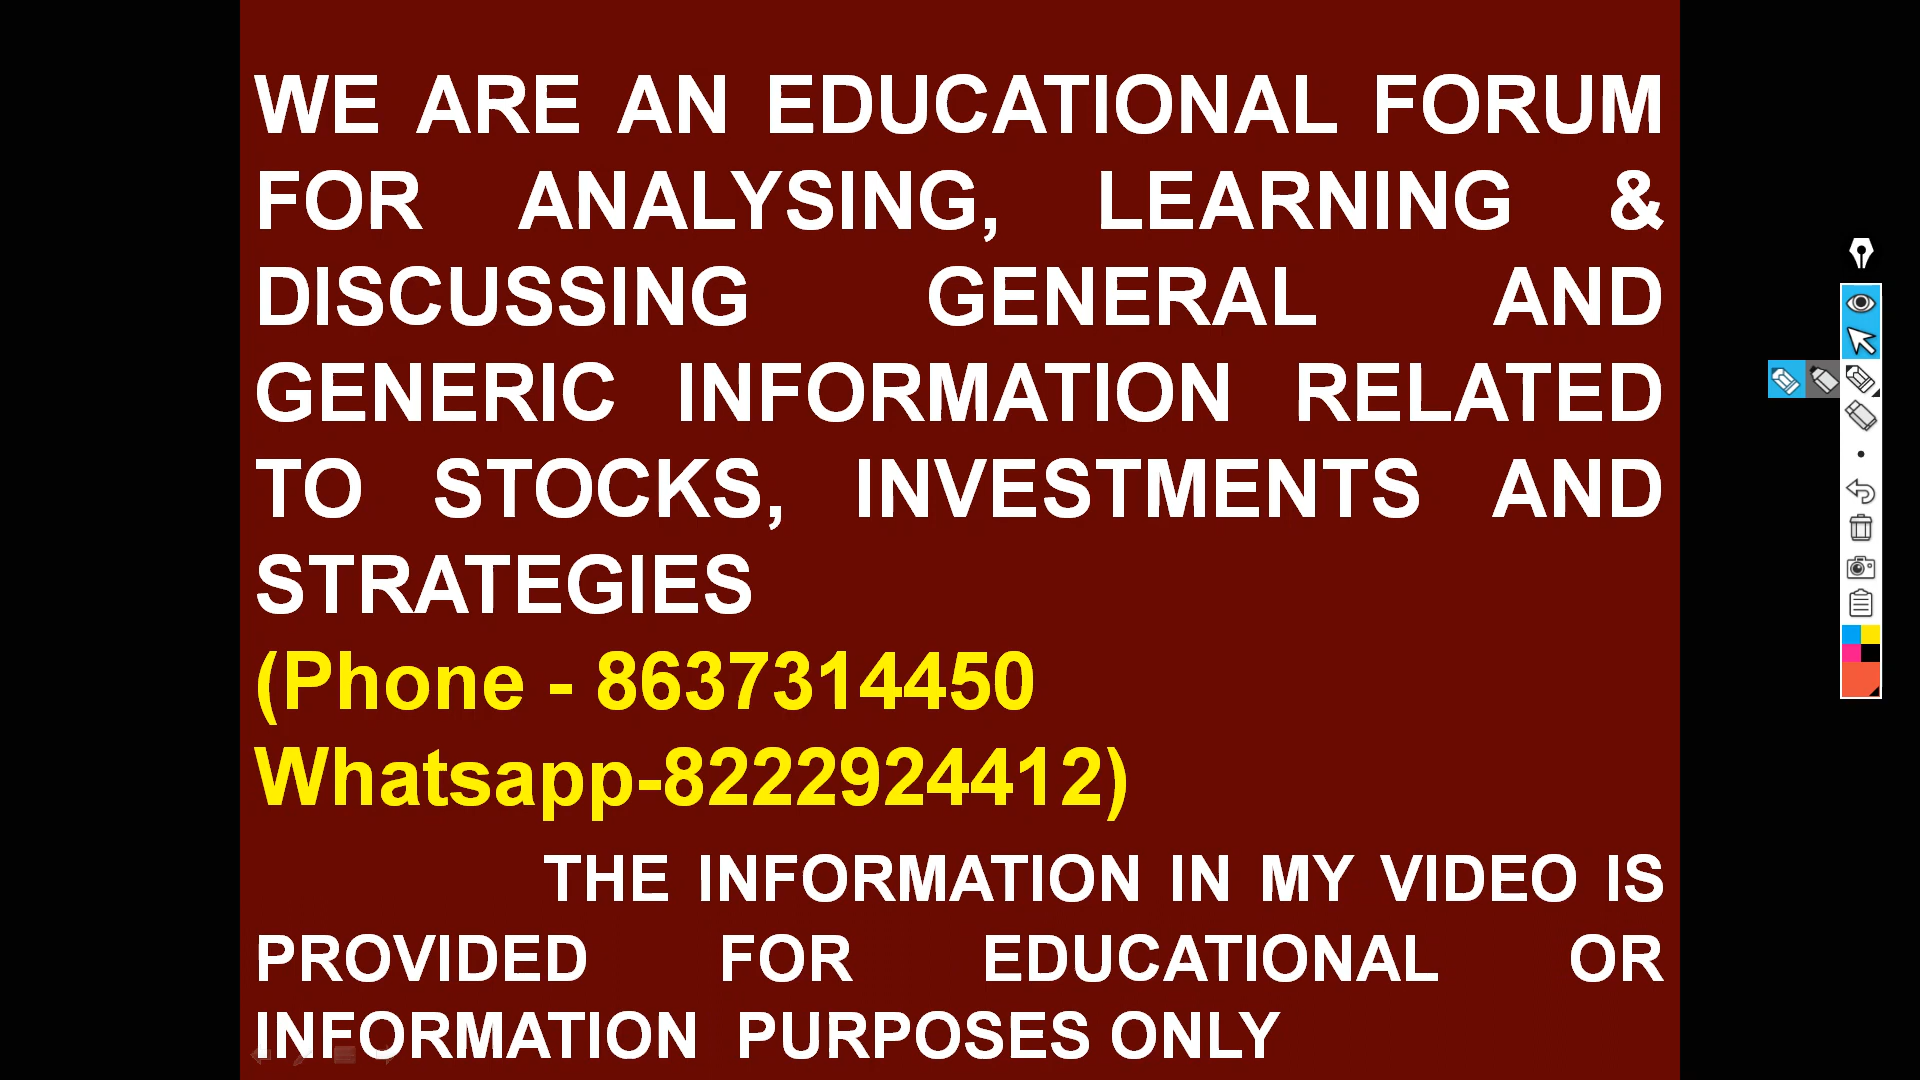 WE ARE AN EDUCATIONAL FORUM
FOR ANALYSING, LEARNING &
DISCUSSING GENERAL AND
GENERIC INFORMATION RELATED
TO STOCKS, INVESTMENTS AND
STRATEGIES
(Phone - 8637314450
Whatsapp-8222924412)
THE INFORMATION IN MY VIDEO IS
PROVIDED FOR EDUCATIONAL OR
INFORMATION PURPOSES ONLY